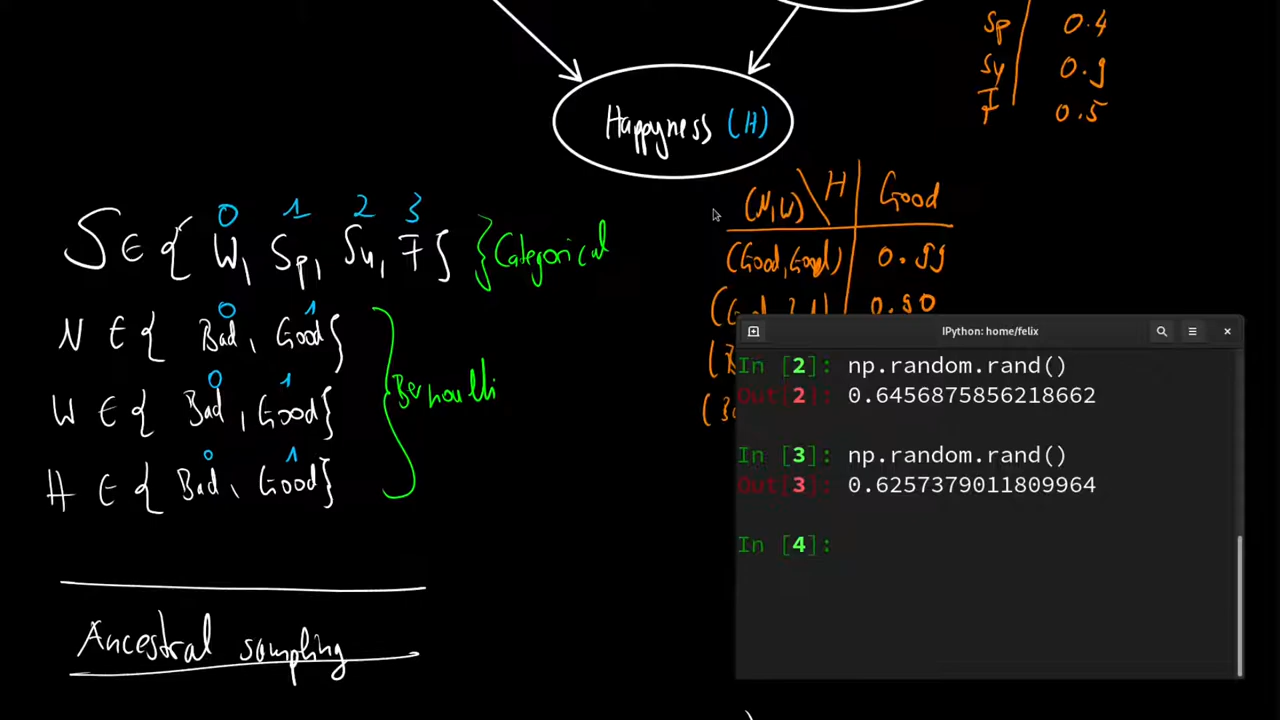 Sp 0.4
Sy 0.9
F 0.5
Happyness (H)
(N,W) \ H Good
(Good, Good) 0.99
0.90
0 1 2 3
S ∈ { W, Sp, Su, F } } Categorical
0 1
N ∈ { Bad, Good }
0 1
W ∈ { Bad, Good } } Bernoulli
0 1
H ∈ { Bad, Good }
Ancestral sampling
IPython: home/felix
In [2]: np.random.rand()
Out[2]: 0.6456875856218662
In [3]: np.random.rand()
Out[3]: 0.6257379011809964
In [4]: